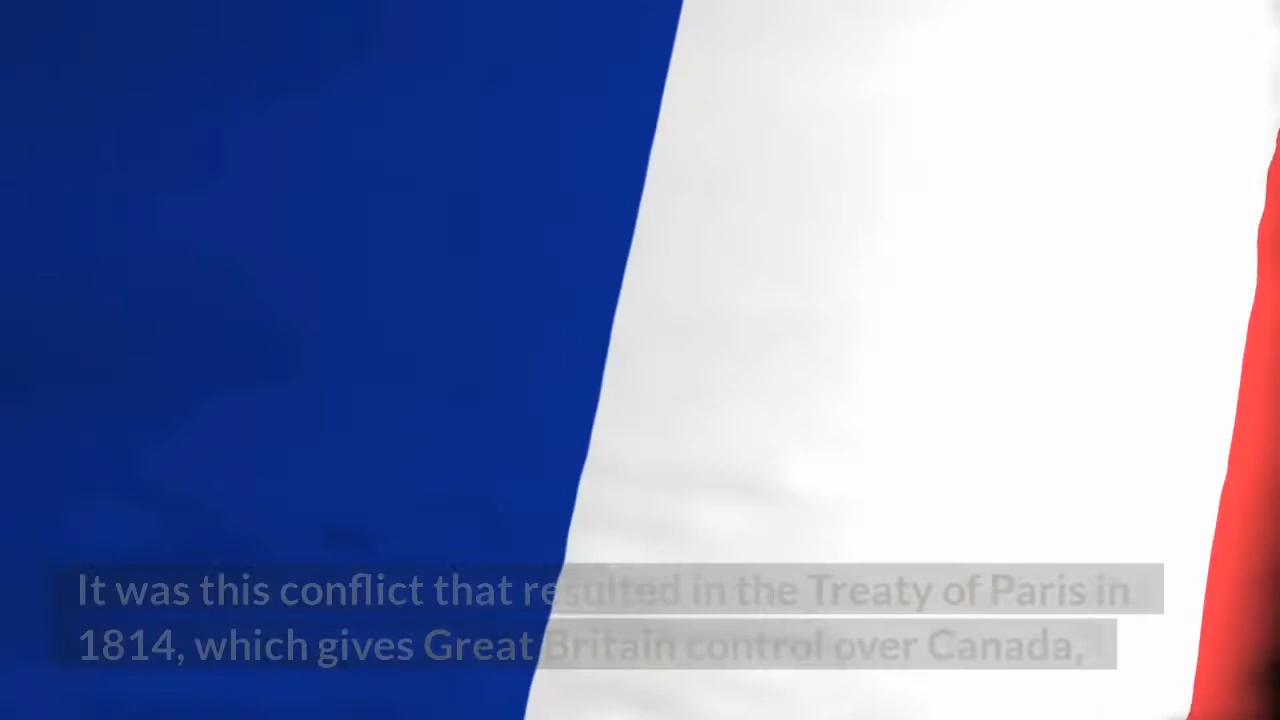 It was this conflict that resulted in the Treaty of Paris in
1814, which gives Great Britain control over Canada,